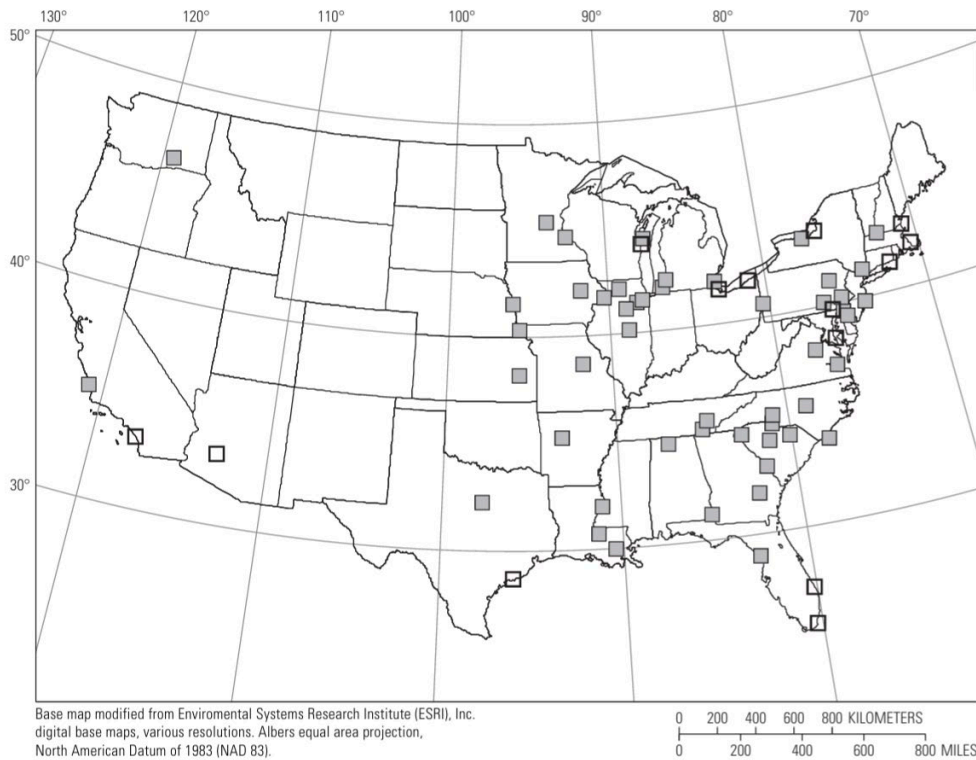 130° 120° 110° 100° 90° 80° 70°
50°
40°
30°
Base map modified from Enviromental Systems Research Institute (ESRI), Inc.
digital base maps, various resolutions. Albers equal area projection,
North American Datum of 1983 (NAD 83).
0 200 400 600 800 KILOMETERS
0 200 400 600 800 MILES